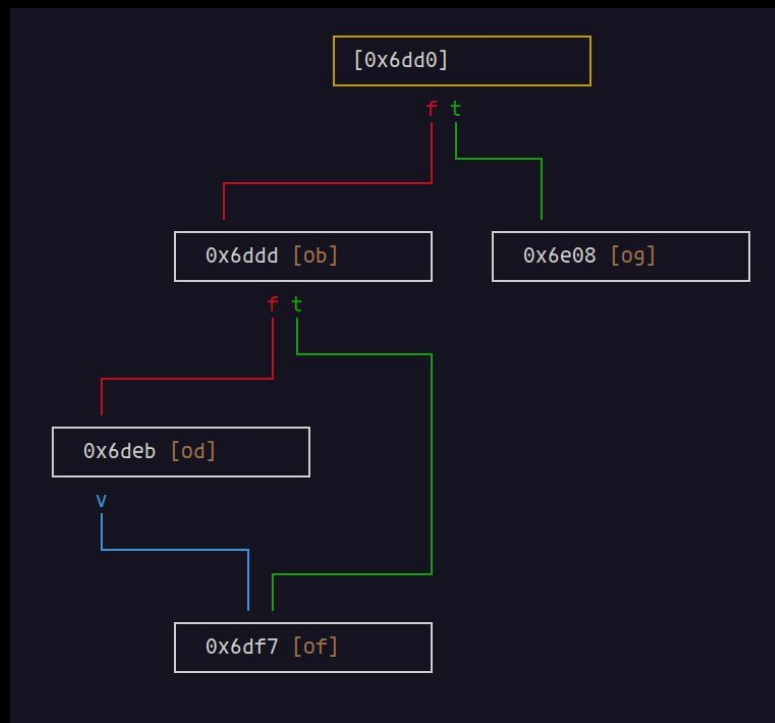 [0x6dd0]
f t
0x6ddd [ob]
0x6e08 [og]
f t
0x6deb [od]
v
0x6df7 [of]